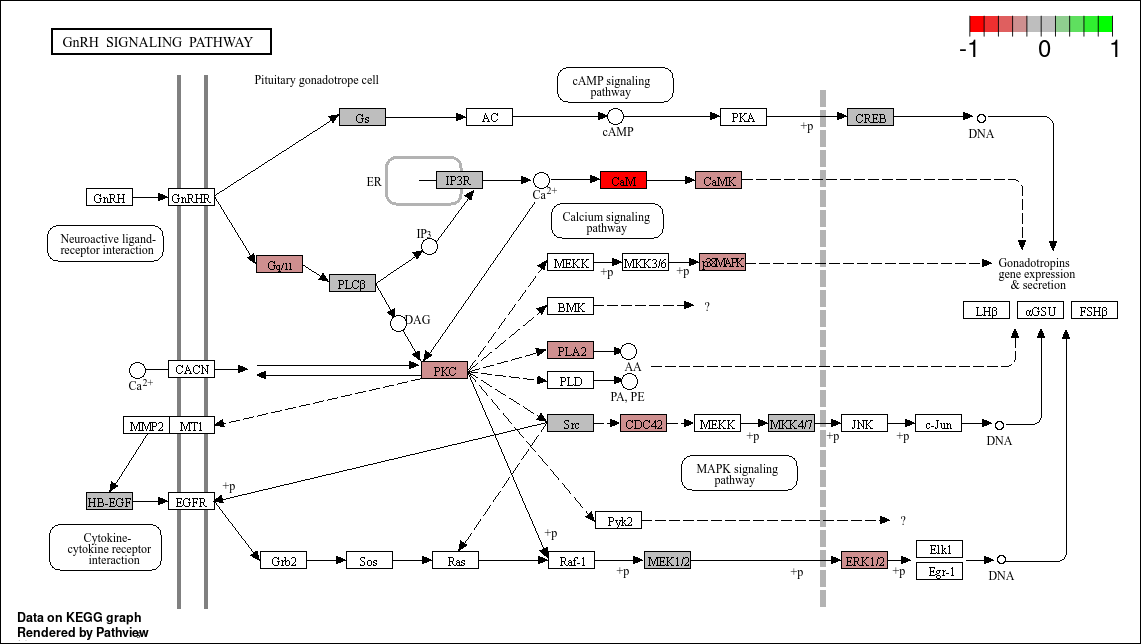 GnRH SIGNALING PATHWAY
-1 0 1
Pituitary gonadotrope cell
cAMP signaling
pathway
Gs
AC
cAMP
PKA
+p
CREB
DNA
ER
IP3R
Ca2+
CaM
CaMK
GnRH
GnRHR
Calcium signaling
pathway
Neuroactive ligand-
receptor interaction
IP3
Gq/11
PLCβ
MEKK
+p
MKK3/6
+p
p38MAPK
Gonadotropins
gene expression
& secretion
BMK
?
LHβ
αGSU
FSHβ
DAG
PLA2
AA
Ca2+
CACN
PKC
PLD
PA, PE
MMP2
MT1
Src
CDC42
MEKK
+p
MKK4/7
+p
JNK
+p
c-Jun
DNA
MAPK signaling
pathway
HB-EGF
EGFR
+p
Pyk2
?
Cytokine-
cytokine receptor
interaction
Grb2
Sos
Ras
+p
Raf-1
+p
MEK1/2
+p
ERK1/2
+p
Elk1
Egr-1
DNA
Data on KEGG graph
Rendered by Pathview